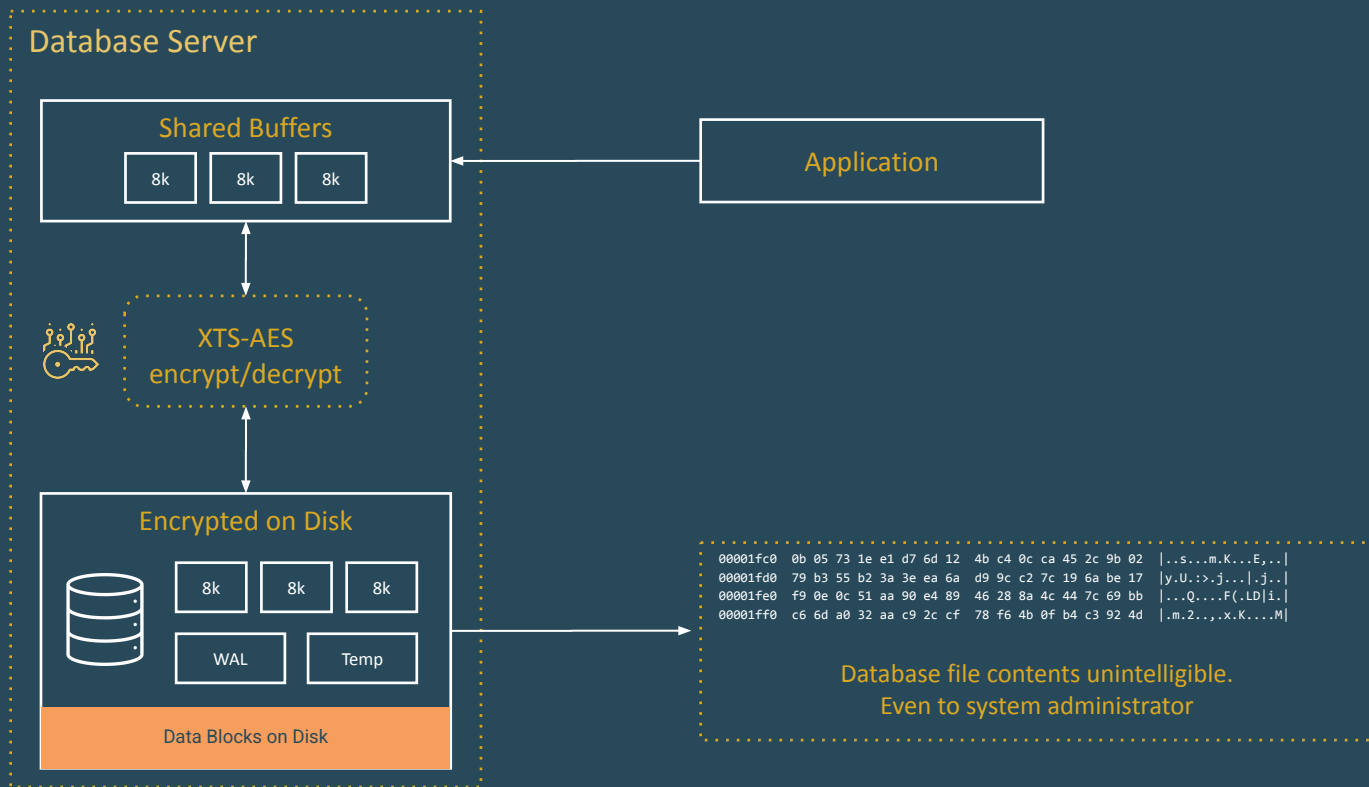 Database Server
Shared Buffers
8k
8k
8k
Application
XTS-AES
encrypt/decrypt
Encrypted on Disk
8k
8k
8k
WAL
Temp
Data Blocks on Disk
00001fc0  0b 05 73 1e e1 d7 6d 12  4b c4 0c ca 45 2c 9b 02  |..s...m.K...E,..|
00001fd0  79 b3 55 b2 3a 3e ea 6a  d9 9c c2 7c 19 6a be 17  |y.U.:>.j...|.j..|
00001fe0  f9 0e 0c 51 aa 90 e4 89  46 28 8a 4c 44 7c 69 bb  |...Q....F(.LD|i.|
00001ff0  c6 6d a0 32 aa c9 2c cf  78 f6 4b 0f b4 c3 92 4d  |.m.2..,.x.K....M|
Database file contents unintelligible.
Even to system administrator